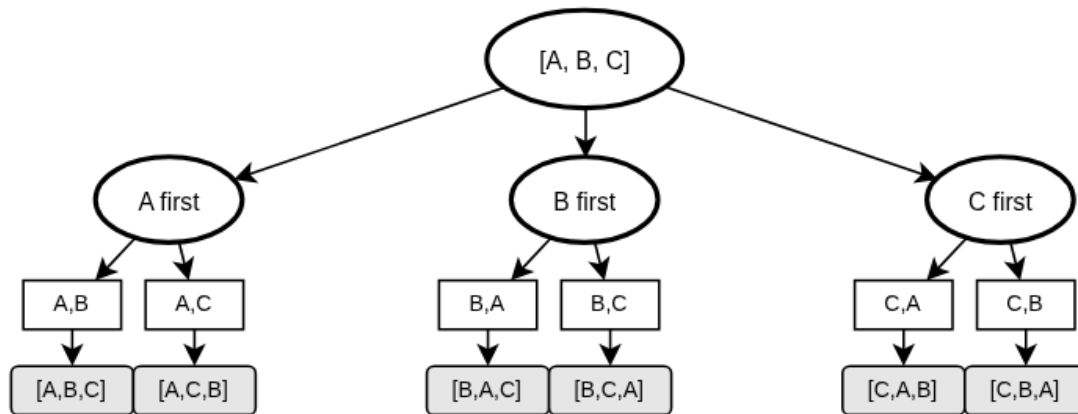 [A, B, C]
A first
B first
C first
A,B
A,C
B,A
B,C
C,A
C,B
[A,B,C]
[A,C,B]
[B,A,C]
[B,C,A]
[C,A,B]
[C,B,A]